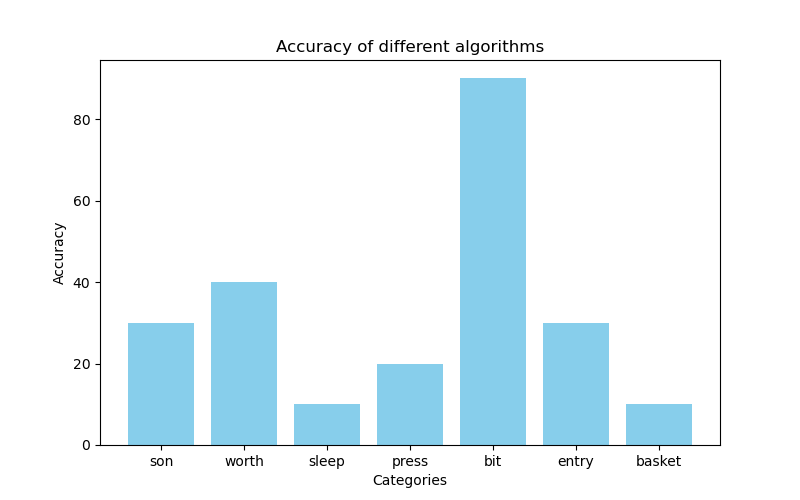 Accuracy of different algorithms
Accuracy
80
60
40
20
0
son worth sleep press bit entry basket
Categories